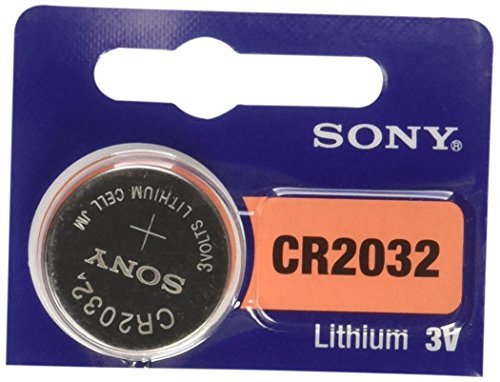 SONY®
CR2032
Lithium 3V
3VOLTS LITHIUM CELL JM
+
SONY
CR2032 A